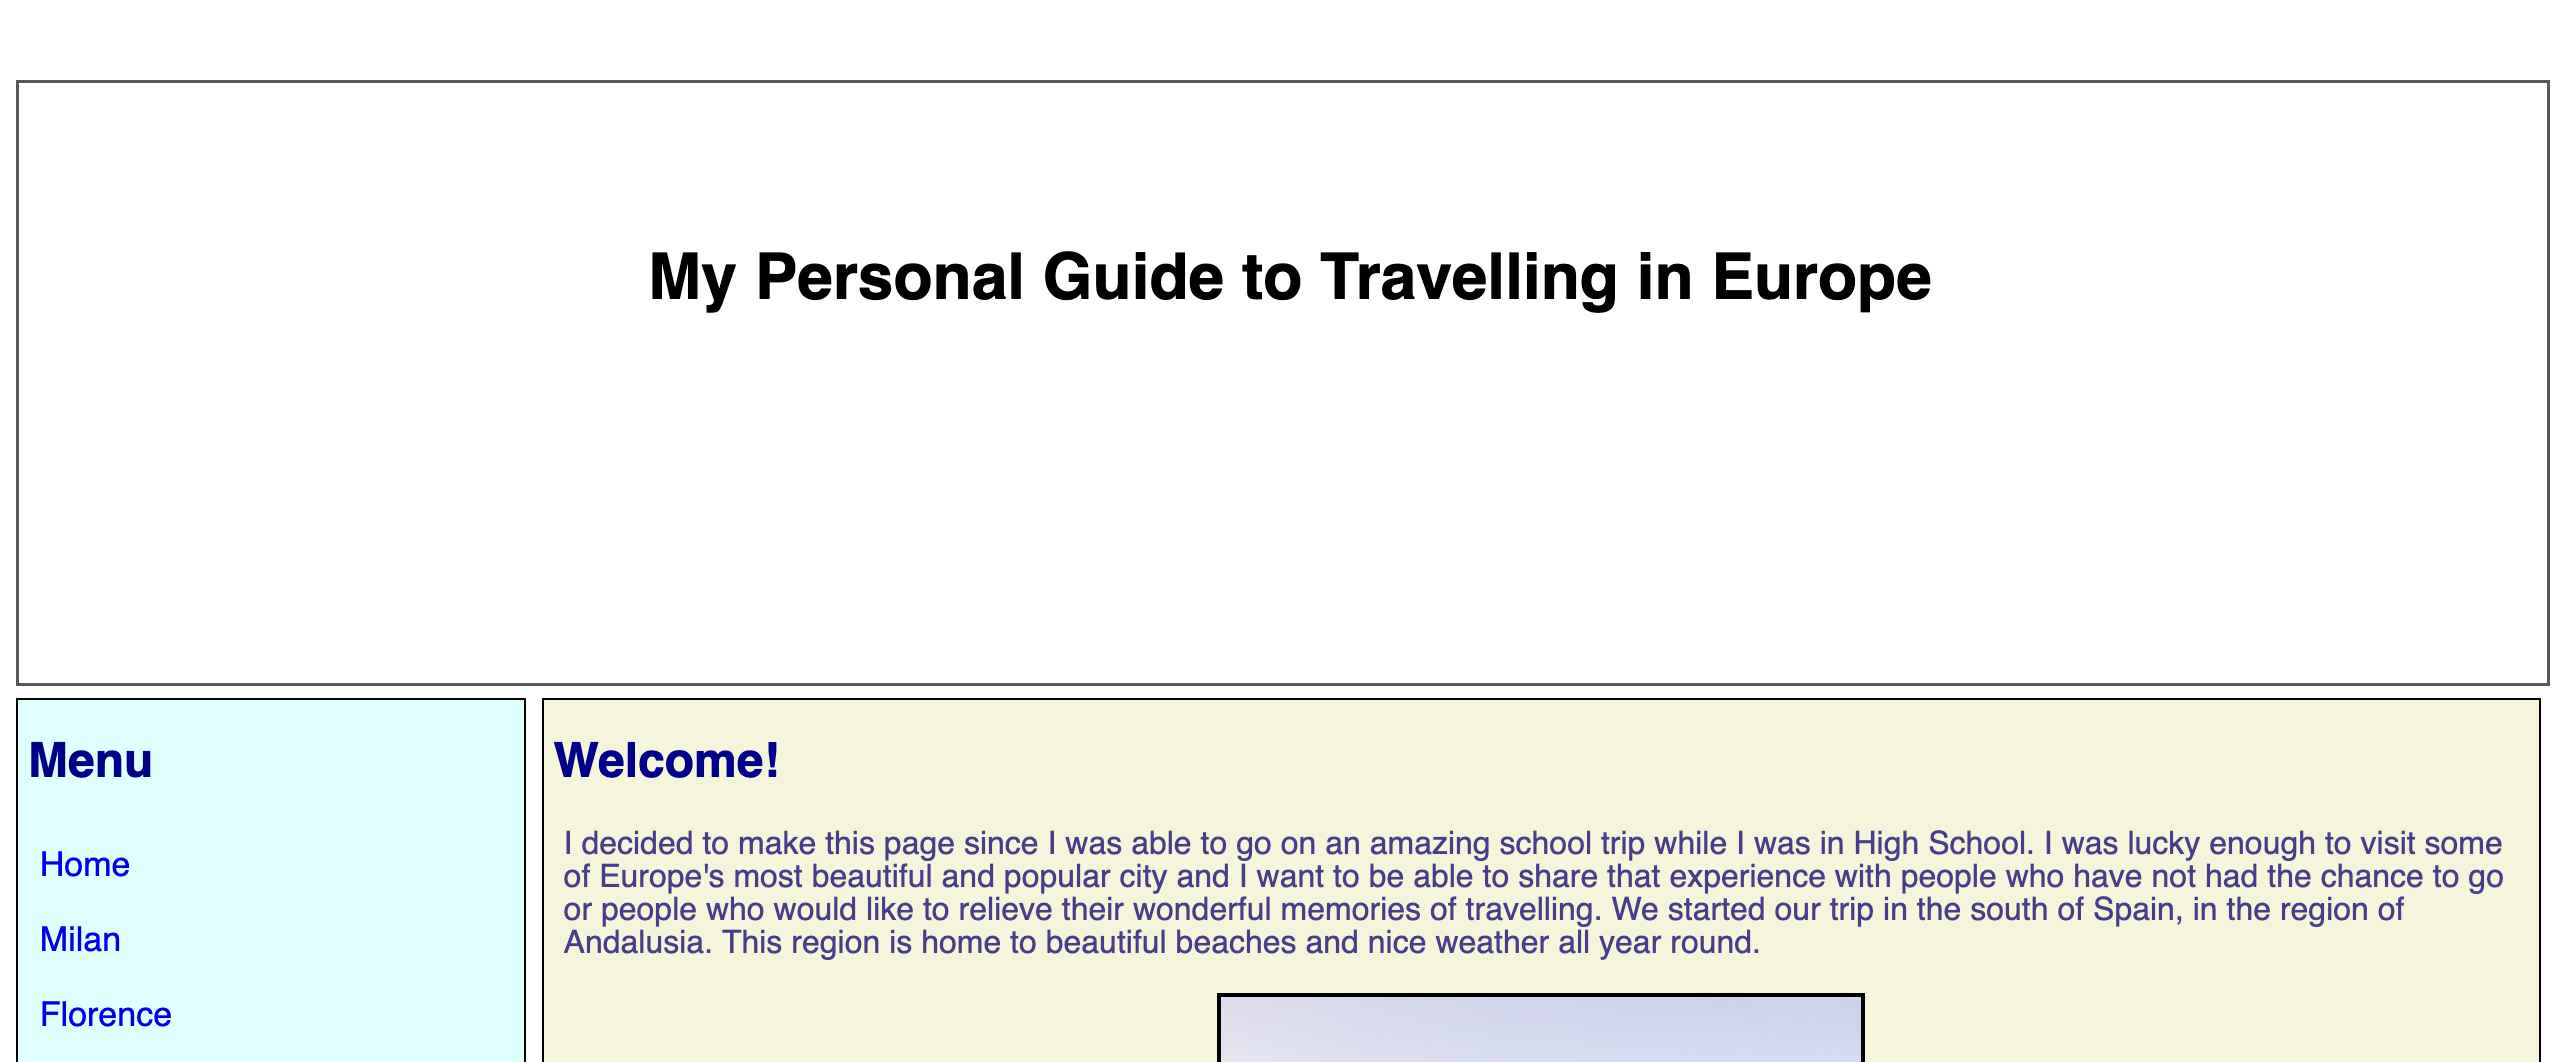 My Personal Guide to Travelling in Europe
Menu
Home
Milan
Florence
Welcome!
I decided to make this page since I was able to go on an amazing school trip while I was in High School. I was lucky enough to visit some
of Europe's most beautiful and popular city and I want to be able to share that experience with people who have not had the chance to go
or people who would like to relieve their wonderful memories of travelling. We started our trip in the south of Spain, in the region of
Andalusia. This region is home to beautiful beaches and nice weather all year round.